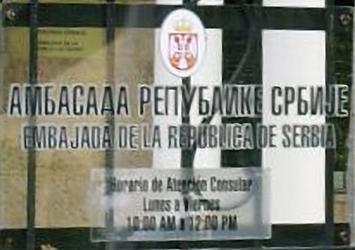 АМБАСАДА РЕПУБЛИКЕ СРБИЈЕ
EMBAJADA DE LA REPUBLICA DE SERBIA
Horario de Atención Consular
Lunes a Viernes
10:00 AM a 12:00 PM